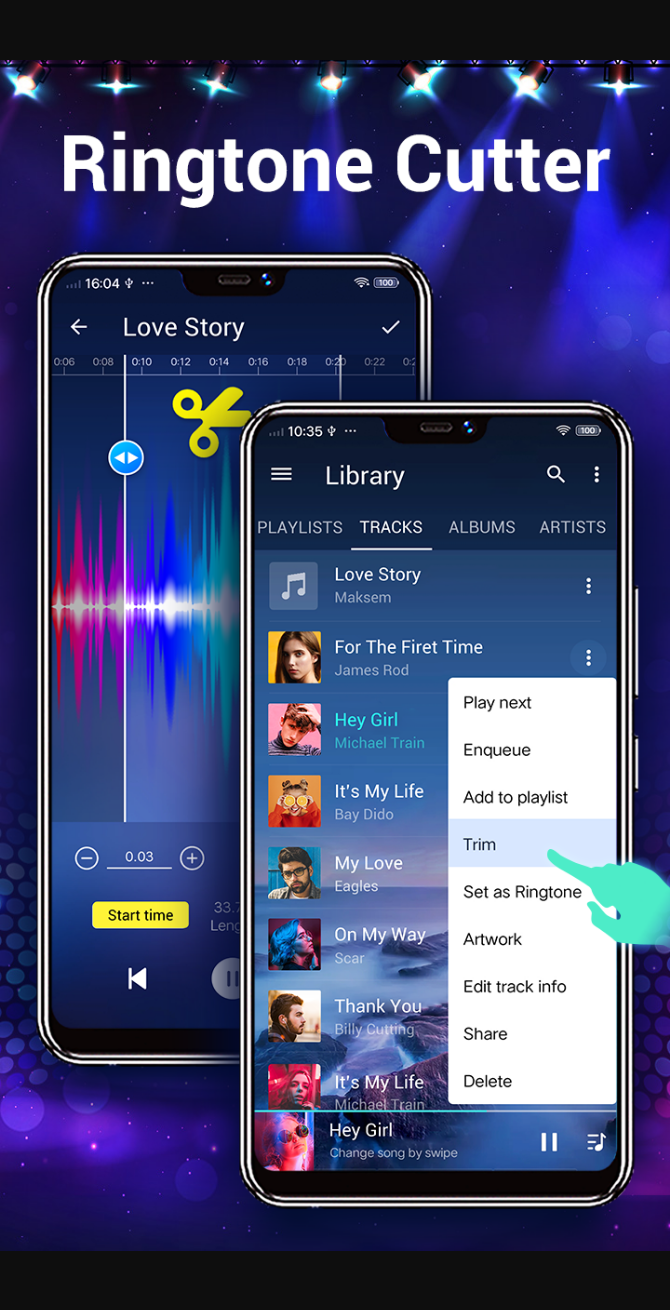 Ringtone Cutter
16:04
100
Love Story
0:06 0:08 0:10 0:12 0:14 0:16 0:18 0:20 0:22
0.03
Start time
33.
Leng
10:35
100
Library
PLAYLISTS TRACKS ALBUMS ARTISTS
Love Story
Maksem
For The Firet Time
James Rod
Hey Girl
Michael Train
It's My Life
Bay Dido
My Love
Eagles
On My Way
Scar
Thank You
Billy Cutting
It's My Life
Michael Train
Play next
Enqueue
Add to playlist
Trim
Set as Ringtone
Artwork
Edit track info
Share
Delete
Hey Girl
Change song by swipe